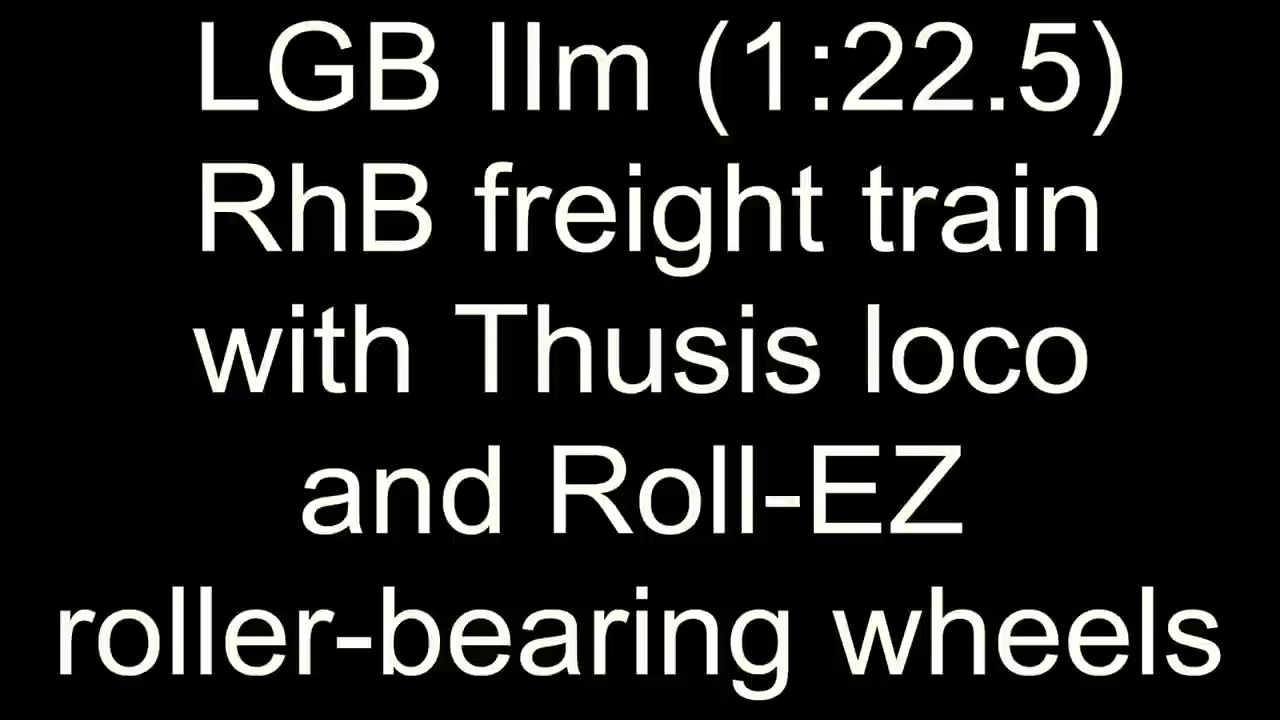 LGB IIm (1:22.5)
RhB freight train
with Thusis loco
and Roll-EZ
roller-bearing wheels